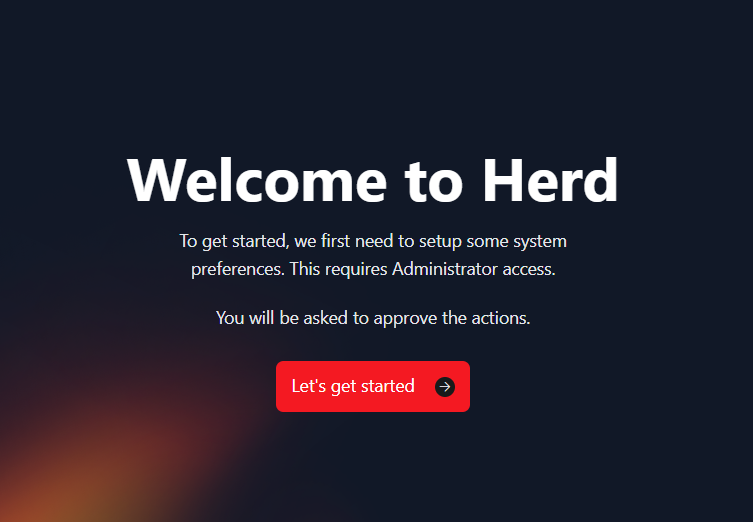 Welcome to Herd
To get started, we first need to setup some system
preferences. This requires Administrator access.
You will be asked to approve the actions.
Let's get started